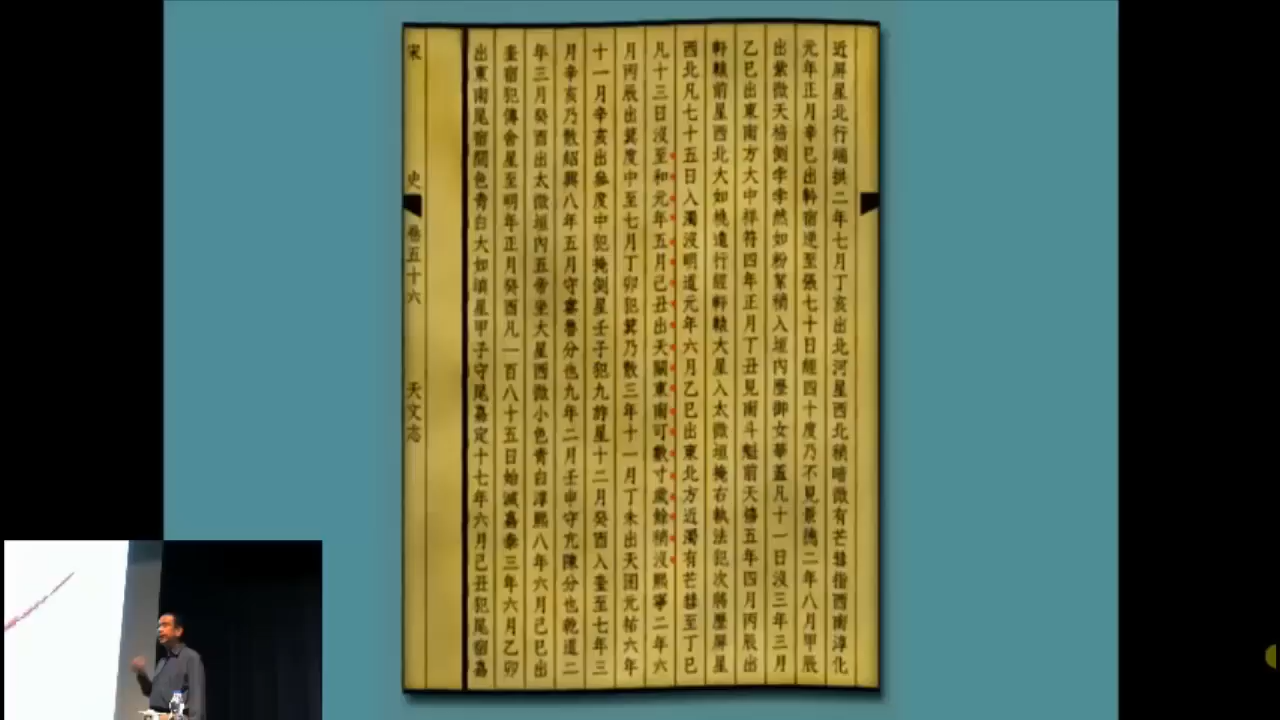 近屏星北行端拱二年七月丁亥出北河星西北稍暗微有芒彗指西南淳化
元年正月辛巳出軫宿逆至張七十日經四十度乃不見景德二年八月甲辰
出紫微天棓側孛孛然如粉絮稍入垣內歷御女華蓋凡十一日沒三年三月
乙巳出東南方大中祥符四年正月丁丑見南斗魁前天禧五年四月丙辰出
軒轅前星西北大如桃速行經軒轅大星入太微垣掩右執法犯次將歷屏星
西北凡七十五日入濁沒明道元年六月乙巳出東北方近濁有芒彗至丁巳
凡十三日沒至和元年五月己丑出天關東南可數寸歲餘稍沒熙寧二年六
月丙辰出箕度中至七月丁卯犯箕乃散三年十一月丁未出天囷元祐六年
十一月辛亥出參度中犯掩側星壬子犯九斿星十二月癸酉入奎至七年三
月辛亥乃散紹興八年五月守婁魯分也九年二月壬申守亢陳分也乾道二
年三月癸酉出太微垣內五帝坐大星西微小色青白淳熙八年六月己巳出
奎宿犯傳舍星至明年正月癸酉凡一百八十五日始滅嘉泰三年六月乙卯
出東南尾宿間色青白大如填星甲子守尾嘉定十七年六月己丑犯尾宿嘉
宋史 卷五十六 天文志